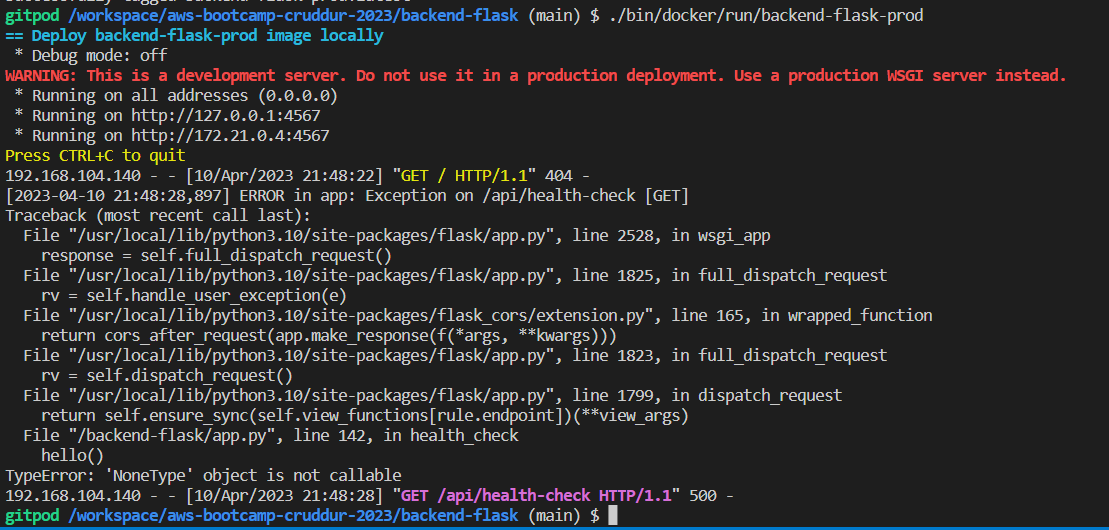 gitpod /workspace/aws-bootcamp-cruddur-2023/backend-flask (main) $ ./bin/docker/run/backend-flask-prod
== Deploy backend-flask-prod image locally
 * Debug mode: off
WARNING: This is a development server. Do not use it in a production deployment. Use a production WSGI server instead.
 * Running on all addresses (0.0.0.0)
 * Running on http://127.0.0.1:4567
 * Running on http://172.21.0.4:4567
Press CTRL+C to quit
192.168.104.140 - - [10/Apr/2023 21:48:22] "GET / HTTP/1.1" 404 -
[2023-04-10 21:48:28,897] ERROR in app: Exception on /api/health-check [GET]
Traceback (most recent call last):
  File "/usr/local/lib/python3.10/site-packages/flask/app.py", line 2528, in wsgi_app
    response = self.full_dispatch_request()
  File "/usr/local/lib/python3.10/site-packages/flask/app.py", line 1825, in full_dispatch_request
    rv = self.handle_user_exception(e)
  File "/usr/local/lib/python3.10/site-packages/flask_cors/extension.py", line 165, in wrapped_function
    return cors_after_request(app.make_response(f(*args, **kwargs)))
  File "/usr/local/lib/python3.10/site-packages/flask/app.py", line 1823, in full_dispatch_request
    rv = self.dispatch_request()
  File "/usr/local/lib/python3.10/site-packages/flask/app.py", line 1799, in dispatch_request
    return self.ensure_sync(self.view_functions[rule.endpoint])(**view_args)
  File "/backend-flask/app.py", line 142, in health_check
    hello()
TypeError: 'NoneType' object is not callable
192.168.104.140 - - [10/Apr/2023 21:48:28] "GET /api/health-check HTTP/1.1" 500 -
gitpod /workspace/aws-bootcamp-cruddur-2023/backend-flask (main) $